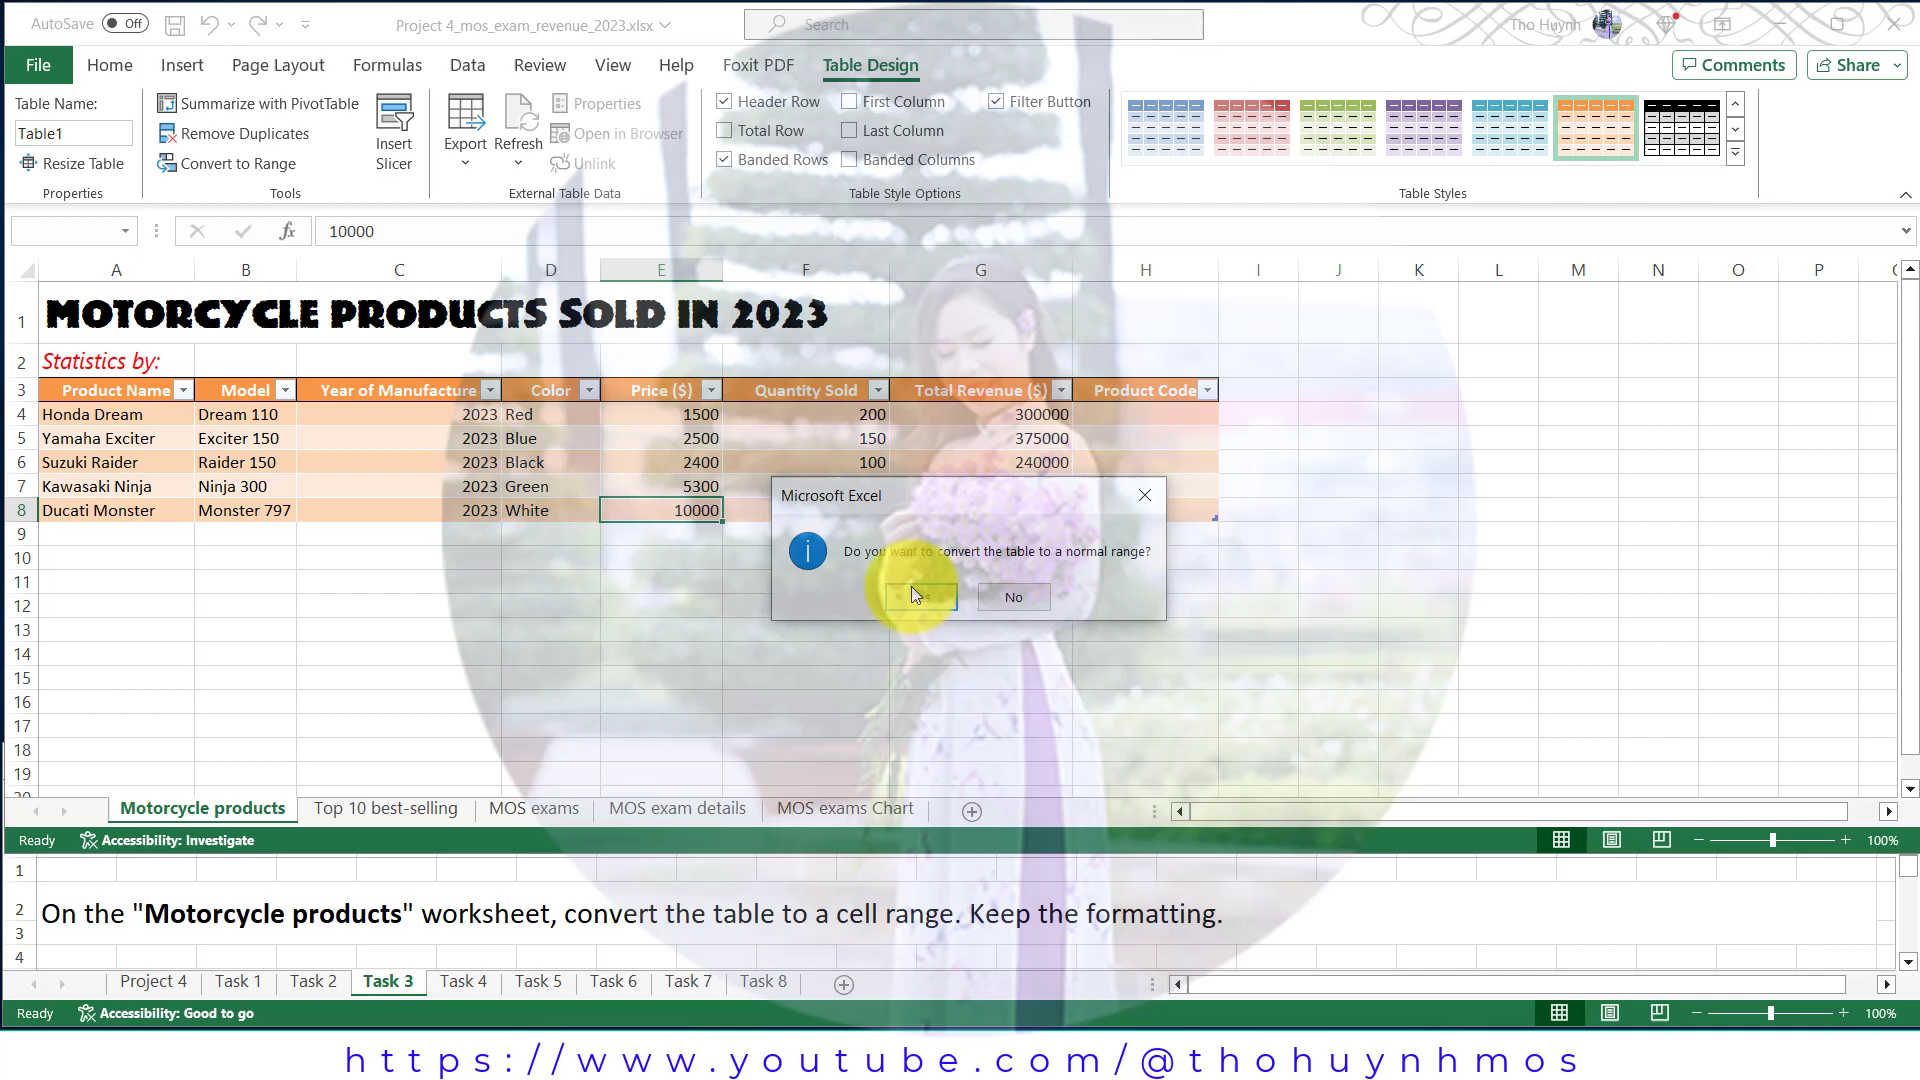 AutoSave Off Project 4_mos_exam_revenue_2023.xlsx Search Tho Huynh
File Home Insert Page Layout Formulas Data Review View Help Foxit PDF Table Design Comments Share
Table Name:
Table1
Resize Table
Properties
Summarize with PivotTable
Remove Duplicates
Convert to Range
Insert
Slicer
Tools
Export Refresh
Properties
Open in Browser
Unlink
External Table Data
Header Row First Column Filter Button
Total Row Last Column
Banded Rows Banded Columns
Table Style Options
Table Styles
fx 10000
A B C D E F G H I J K L M N O P
1 MOTORCYCLE PRODUCTS SOLD IN 2023
2 Statistics by:
3 Product Name Model Year of Manufacture Color Price ($) Quantity Sold Total Revenue ($) Product Code
4 Honda Dream Dream 110 2023 Red 1500 200 300000
5 Yamaha Exciter Exciter 150 2023 Blue 2500 150 375000
6 Suzuki Raider Raider 150 2023 Black 2400 100 240000
7 Kawasaki Ninja Ninja 300 2023 Green 5300
8 Ducati Monster Monster 797 2023 White 10000
9
10
11
12
13
14
15
16
17
18
19
Microsoft Excel
Do you want to convert the table to a normal range?
No
Motorcycle products Top 10 best-selling MOS exams MOS exam details MOS exams Chart
Ready Accessibility: Investigate 100%
1
2 On the "Motorcycle products" worksheet, convert the table to a cell range. Keep the formatting.
3
4
Project 4 Task 1 Task 2 Task 3 Task 4 Task 5 Task 6 Task 7 Task 8
Ready Accessibility: Good to go 100%
https://www.youtube.com/@thohuynhmos